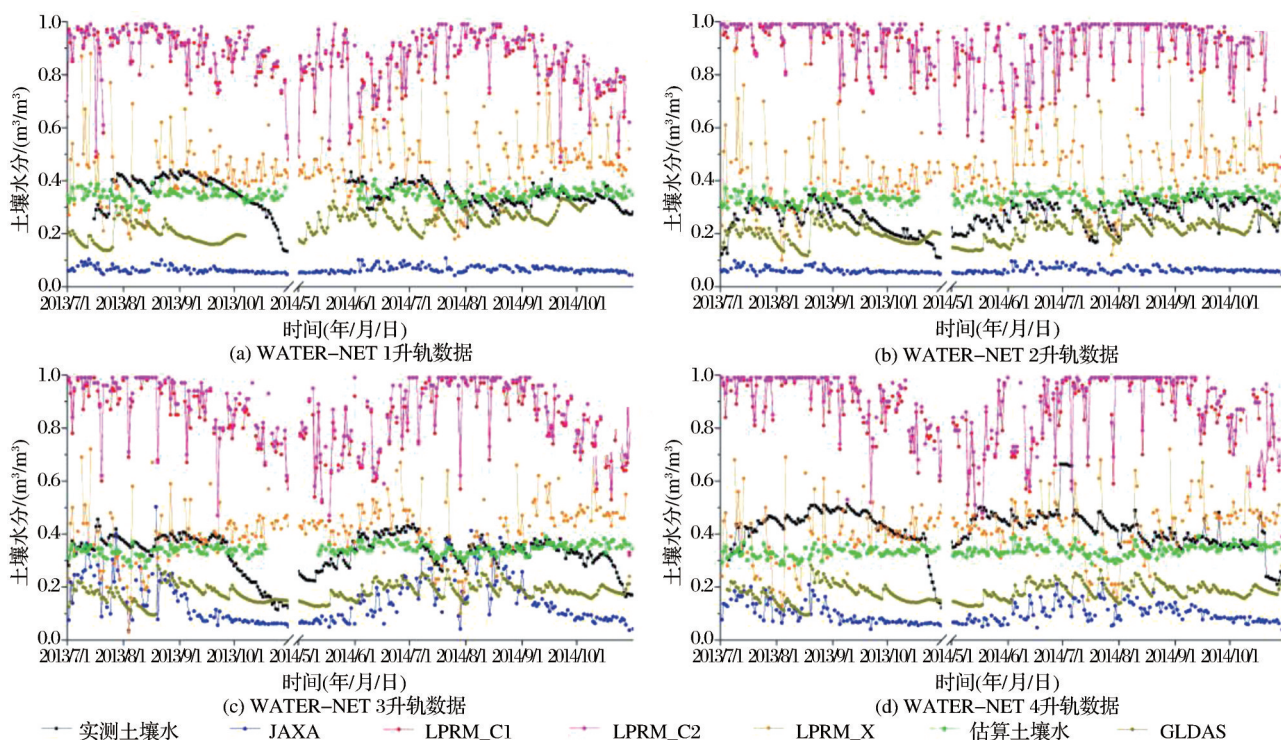 1.0
0.8
0.6
0.4
0.2
0.0
土壤水分/(m³/m³)
2013/7/1 2013/8/1 2013/9/1 2013/10/1 2014/5/1 2014/6/1 2014/7/1 2014/8/1 2014/9/1 2014/10/1
时间(年/月/日)
(a) WATER-NET 1升轨数据
1.0
0.8
0.6
0.4
0.2
0.0
土壤水分/(m³/m³)
2013/7/1 2013/8/1 2013/9/1 2013/10/1 2014/5/1 2014/6/1 2014/7/1 2014/8/1 2014/9/1 2014/10/1
时间(年/月/日)
(b) WATER-NET 2升轨数据
1.0
0.8
0.6
0.4
0.2
0.0
土壤水分/(m³/m³)
2013/7/1 2013/8/1 2013/9/1 2013/10/1 2014/5/1 2014/6/1 2014/7/1 2014/8/1 2014/9/1 2014/10/1
时间(年/月/日)
(c) WATER-NET 3升轨数据
1.0
0.8
0.6
0.4
0.2
0.0
土壤水分/(m³/m³)
2013/7/1 2013/8/1 2013/9/1 2013/10/1 2014/5/1 2014/6/1 2014/7/1 2014/8/1 2014/9/1 2014/10/1
时间(年/月/日)
(d) WATER-NET 4升轨数据
实测土壤水 JAXA LPRM_C1 LPRM_C2 LPRM_X 估算土壤水 GLDAS